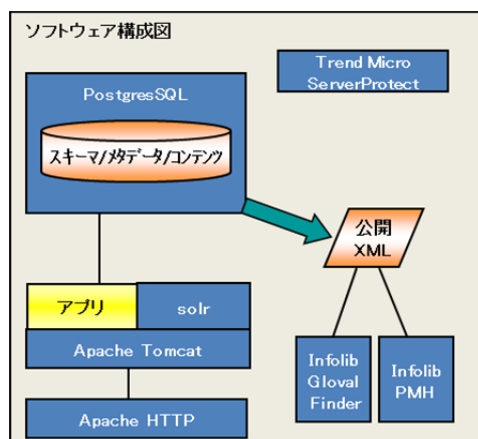 ソフトウェア構成図
Trend Micro
ServerProtect
PostgresSQL
スキーマ/メタデータ/コンテンツ
公開
XML
アプリ
solr
Apache Tomcat
Infolib
Gloval
Finder
Infolib
PMH
Apache HTTP